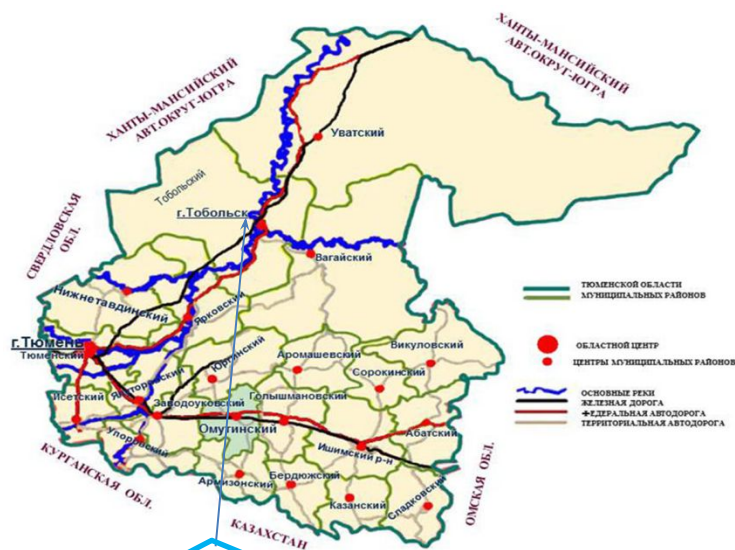 ХАНТЫ-МАНСИЙСКИЙ
АВТ.ОКРУГ-ЮГРА
ХАНТЫ-МАНСИЙСКИЙ
АВТ.ОКРУГ-ЮГРА
Уватский
Тобольский
г.Тобольск
СВЕРДЛОВСКАЯ
ОБЛ.
Вагайский
Нижнетавдинский
Ярковский
г.Тюмень
Тюменский
Юргинский
Аромашевский
Викуловский
Сорокинский
Исетский
Ялуторовский
Заводоуковский
Голышмановский
Омутинский
Абатский
Упоровский
Ишимский р-н
Армизонский
Бердюжский
Казанский
Сладковский
КУРГАНСКАЯ ОБЛ.
КАЗАХСТАН
ОМСКАЯ ОБЛ.
ТЮМЕНСКОЙ ОБЛАСТИ
МУНИЦИПАЛЬНЫХ РАЙОНОВ
ОБЛАСТНОЙ ЦЕНТР
ЦЕНТРЫ МУНИЦИПАЛЬНЫХ РАЙОНОВ
ОСНОВНЫЕ РЕКИ
ЖЕЛЕЗНАЯ ДОРОГА
ФЕДЕРАЛЬНАЯ АВТОДОРОГА
ТЕРРИТОРИАЛЬНАЯ АВТОДОРОГА